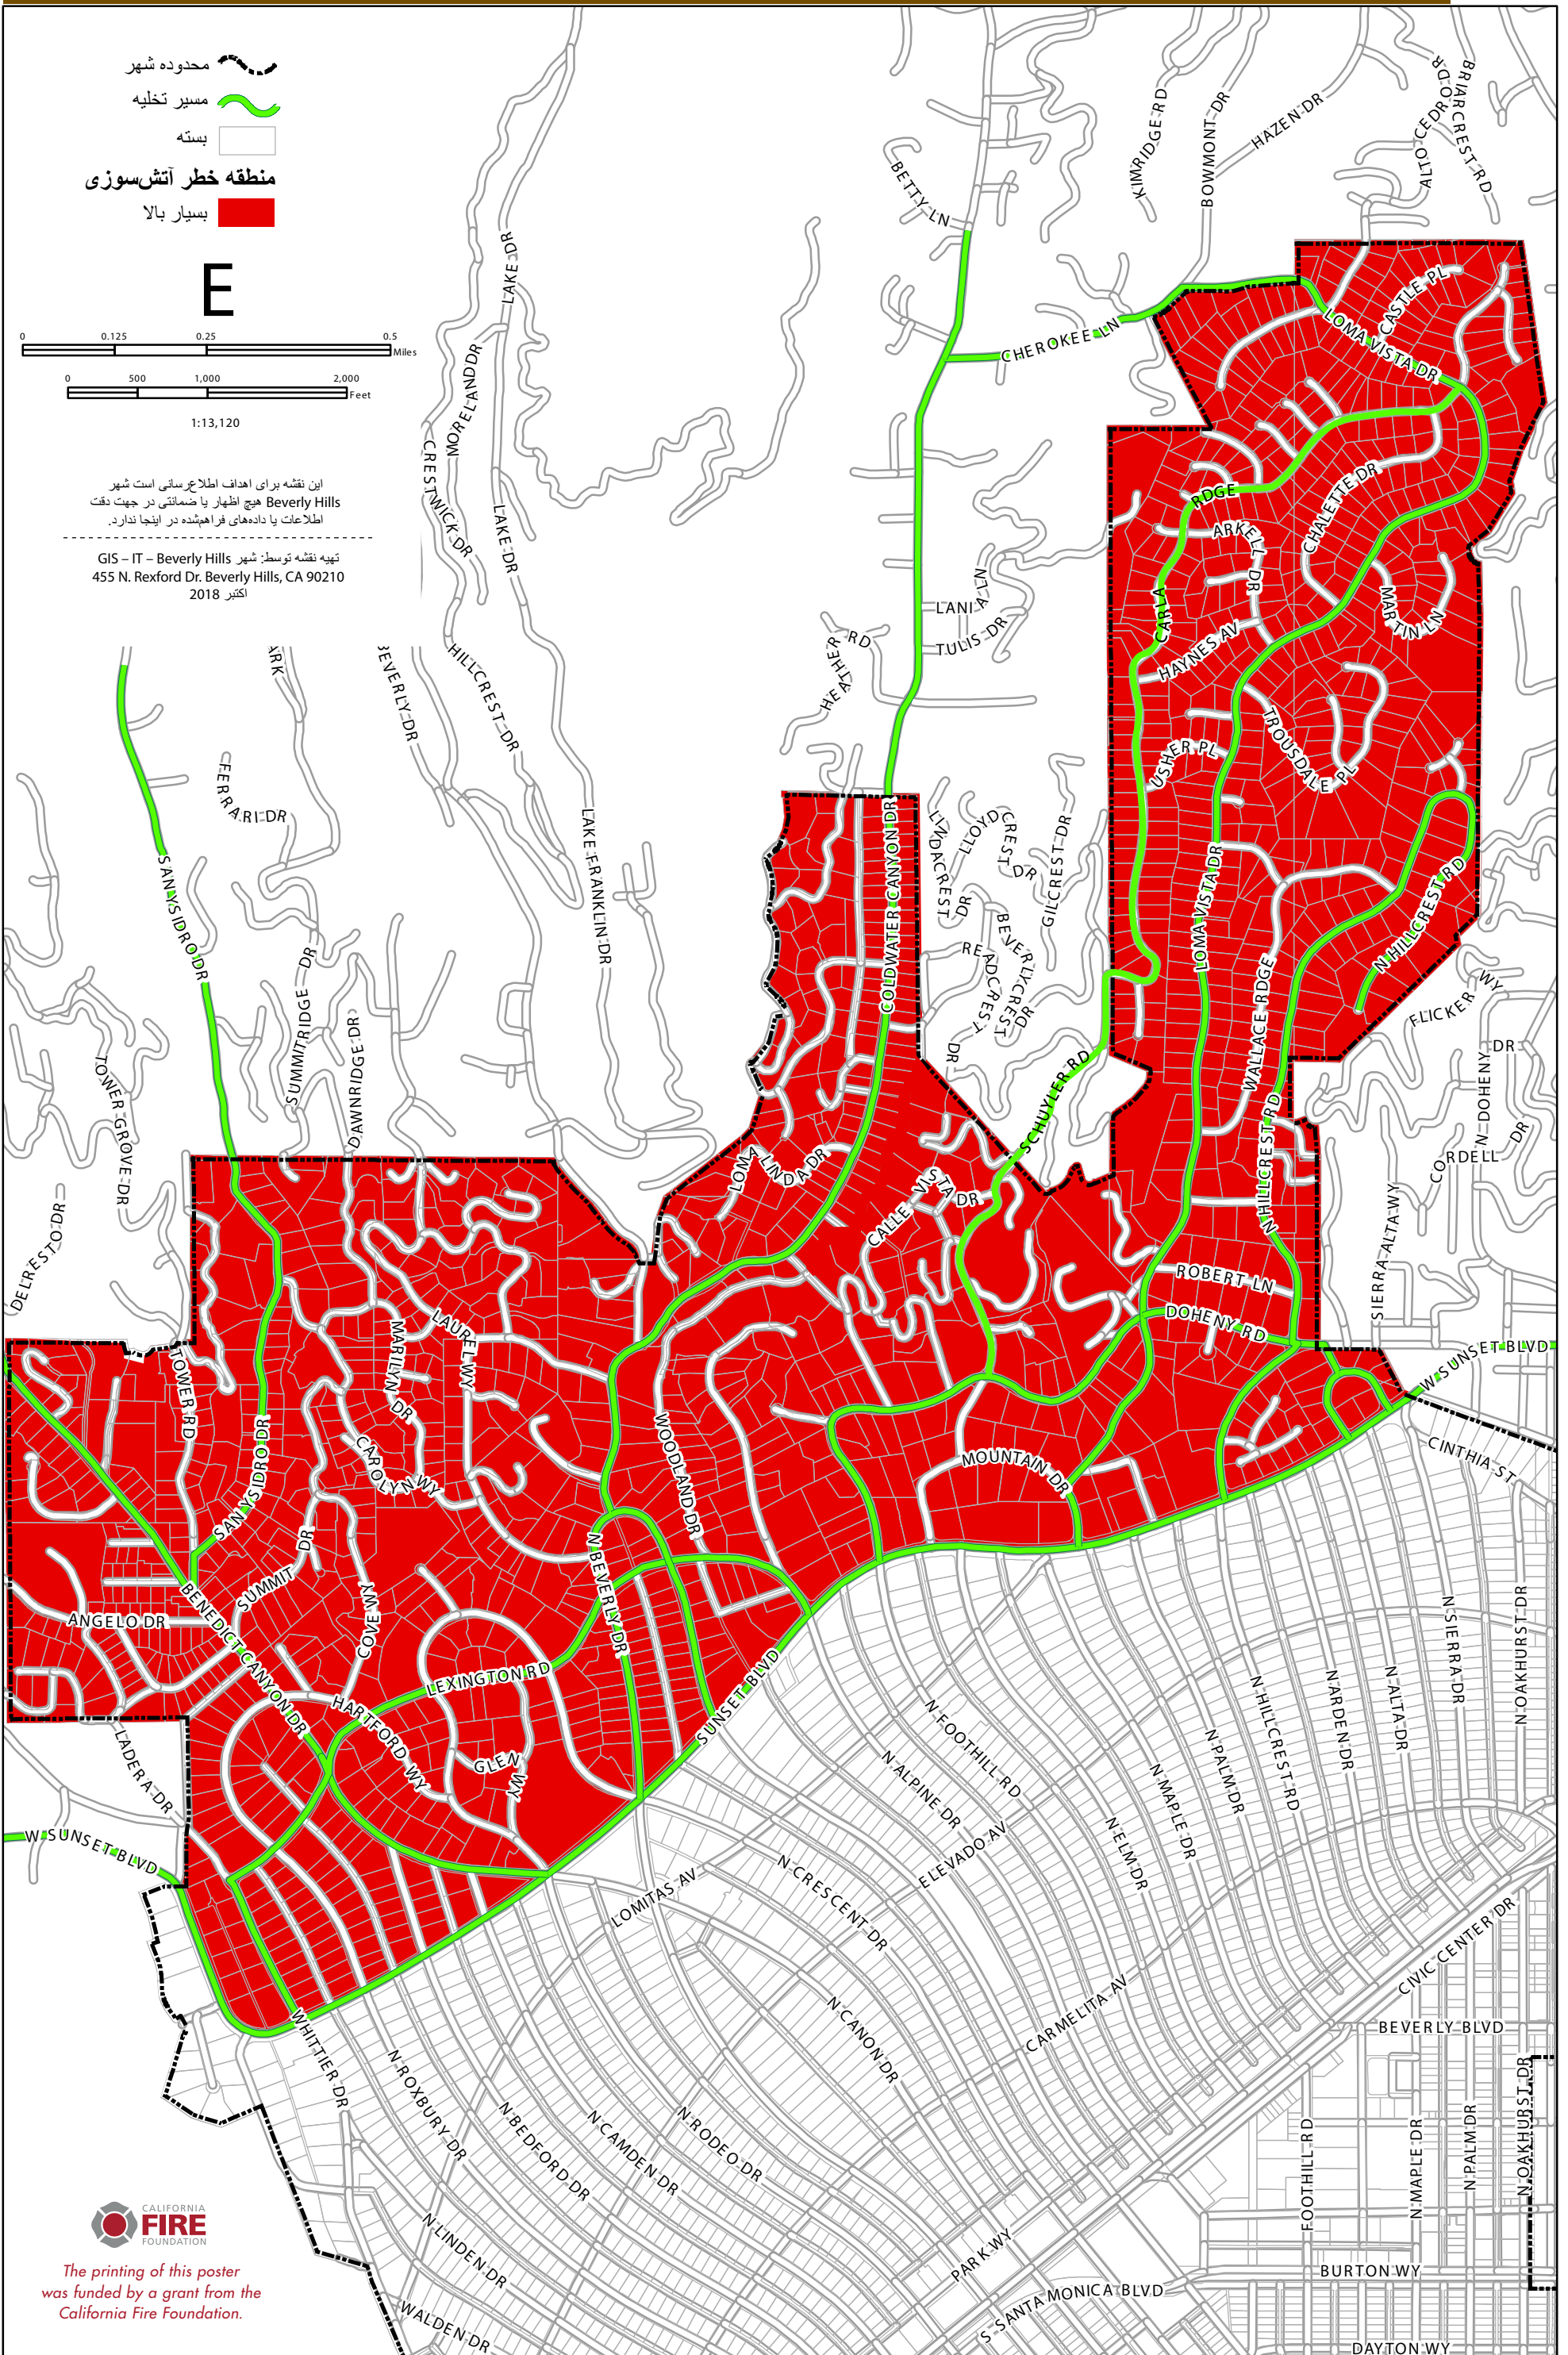 محدوده شهر
مسیر تخلیه
بسته
منطقه خطر آتش‌سوزی
بسیار بالا
E
0 0.125 0.25 0.5
Miles
0 500 1,000 2,000
Feet
1:13,120
این نقشه برای اهداف اطلاع‌رسانی است شهر
Beverly Hills هیچ اظهار یا ضمانتی در جهت دقت
اطلاعات یا داده‌های فراهم‌شده در اینجا ندارد.
تهیه نقشه توسط: شهر GIS – IT – Beverly Hills
455 N. Rexford Dr. Beverly Hills, CA 90210
اکتبر 2018
LAKE DR
BETTY LN
KIMRIDGE RD
BOWMONT DR
HAZEN DR
ALTO CEDRO DR
BRIARCREST RD
CHEROKEE LN
CASTLE PL
LOMA VISTA DR
MORELAND DR
CRESTWICK DR
LAKE DR
RDGE
ARKELL DR
CHALETTE DR
LANI LN
TULIS DR
HEATHER RD
CARLA
HAYNES AV
MARTIN LN
BEVERLY DR
HILLCREST DR
USHER PL
TROUSDALE PL
FERRARI DR
LAKE FRANKLIN DR
COLDWATER CANYON DR
LINDACREST DR
LLOYDCREST DR
GILCREST DR
BEVERLYCREST DR
READCREST DR
LOMA VISTA DR
N HILLCREST RD
SAN YSIDRO DR
SUMMITRIDGE DR
DAWNRIDGE DR
TOWER GROVE DR
WALLACE RDGE
FLICKER WY
N DOHENY DR
CORDELL DR
SCHUYLER RD
LOMA LINDA DR
CALLE VISTA DR
N HILLCREST RD
SIERRA ALTA WY
DELRESTO DR
ROBERT LN
DOHENY RD
W SUNSET BLVD
TOWER RD
MARILYN DR
LAUREL WY
CAROLYN WY
WOODLAND DR
MOUNTAIN DR
CINTHIA ST
SAN YSIDRO DR
SUMMIT DR
COVE WY
ANGELO DR
BENEDICT CANYON DR
N BEVERLY DR
LEXINGTON RD
HARTFORD WY
GLEN WY
SUNSET BLVD
LADERA DR
W SUNSET BLVD
N FOOTHILL RD
N ALPINE DR
ELEVADO AV
N ELM DR
N MAPLE DR
N PALM DR
N HILLCREST RD
N ARDEN DR
N ALTA DR
N SIERRA DR
N OAKHURST DR
LOMITAS AV
N CRESCENT DR
N CANON DR
CARMELITA AV
CIVIC CENTER DR
BEVERLY BLVD
WHITTIER DR
N ROXBURY DR
N BEDFORD DR
N CAMDEN DR
N RODEO DR
N LINDEN DR
WALDEN DR
PARK WY
S SANTA MONICA BLVD
FOOTHILL RD
N MAPLE DR
N PALM DR
N OAKHURST DR
BURTON WY
DAYTON WY
CALIFORNIA
FIRE
FOUNDATION
The printing of this poster
was funded by a grant from the
California Fire Foundation.